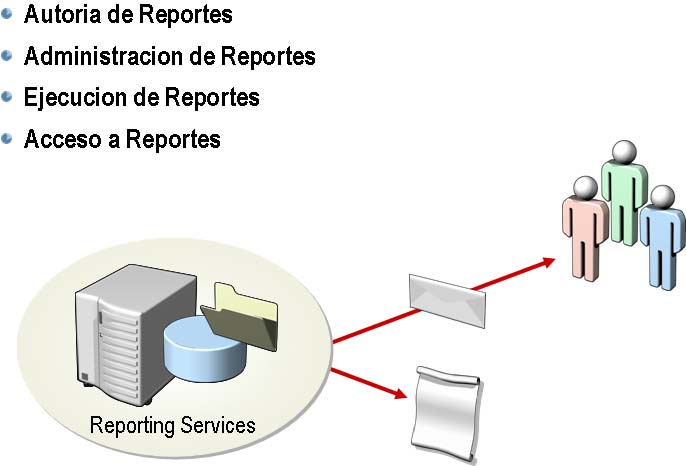 Autoria de Reportes
Administracion de Reportes
Ejecucion de Reportes
Acceso a Reportes
Reporting Services